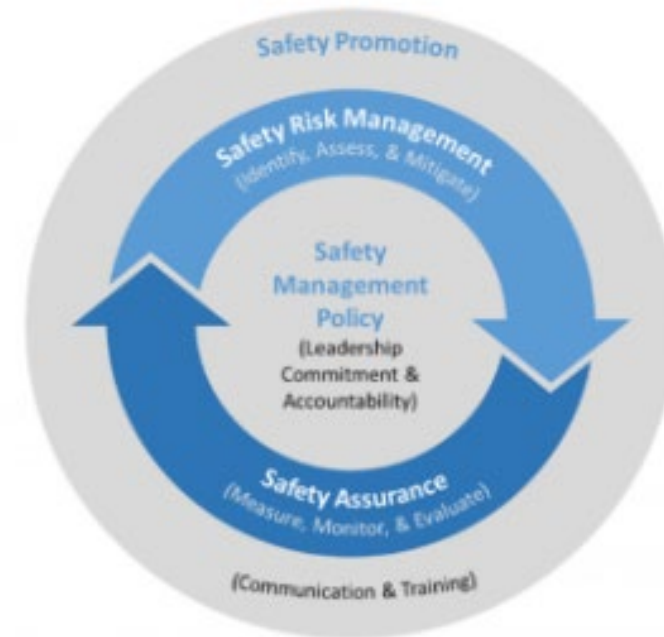 Safety Promotion
Safety Risk Management
(Identify, Assess, & Mitigate)
Safety
Management
Policy
(Leadership
Commitment &
Accountability)
Safety Assurance
(Measure, Monitor, & Evaluate)
(Communication & Training)